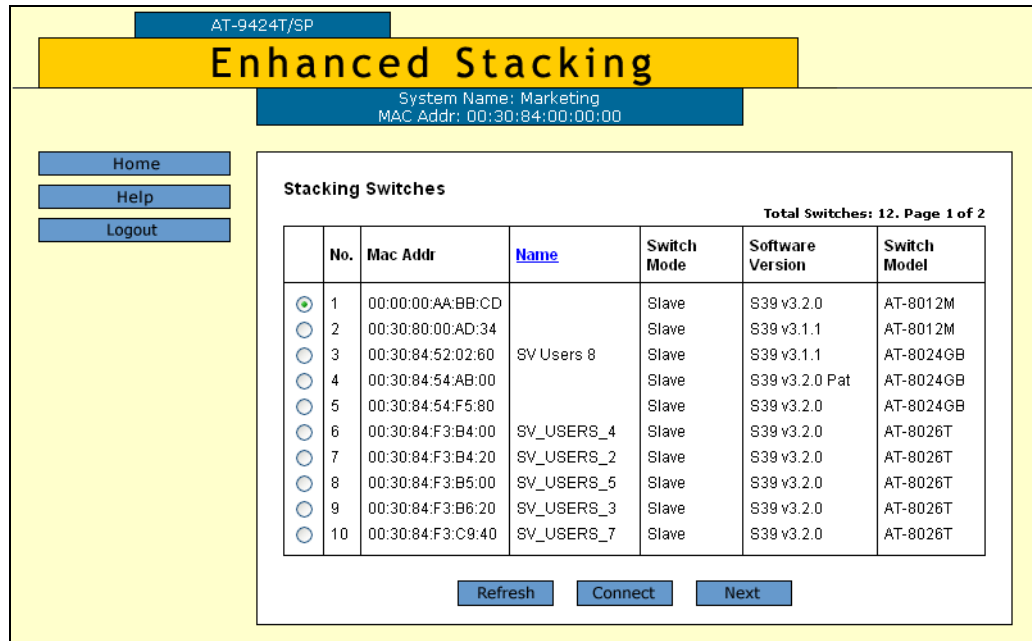 AT-9424T/SP
Enhanced Stacking
System Name: Marketing
MAC Addr: 00:30:84:00:00:00
Home
Help
Logout
Stacking Switches
Total Switches: 12. Page 1 of 2
No. Mac Addr Name Switch Mode Software Version Switch Model
1 00:00:00:AA:BB:CD Slave S39 v3.2.0 AT-8012M
2 00:30:80:00:AD:34 Slave S39 v3.1.1 AT-8012M
3 00:30:84:52:02:60 SV Users 8 Slave S39 v3.1.1 AT-8024GB
4 00:30:84:54:AB:00 Slave S39 v3.2.0 Pat AT-8024GB
5 00:30:84:54:F5:80 Slave S39 v3.2.0 AT-8024GB
6 00:30:84:F3:B4:00 SV_USERS_4 Slave S39 v3.2.0 AT-8026T
7 00:30:84:F3:B4:20 SV_USERS_2 Slave S39 v3.2.0 AT-8026T
8 00:30:84:F3:B5:00 SV_USERS_5 Slave S39 v3.2.0 AT-8026T
9 00:30:84:F3:B6:20 SV_USERS_3 Slave S39 v3.2.0 AT-8026T
10 00:30:84:F3:C9:40 SV_USERS_7 Slave S39 v3.2.0 AT-8026T
Refresh Connect Next